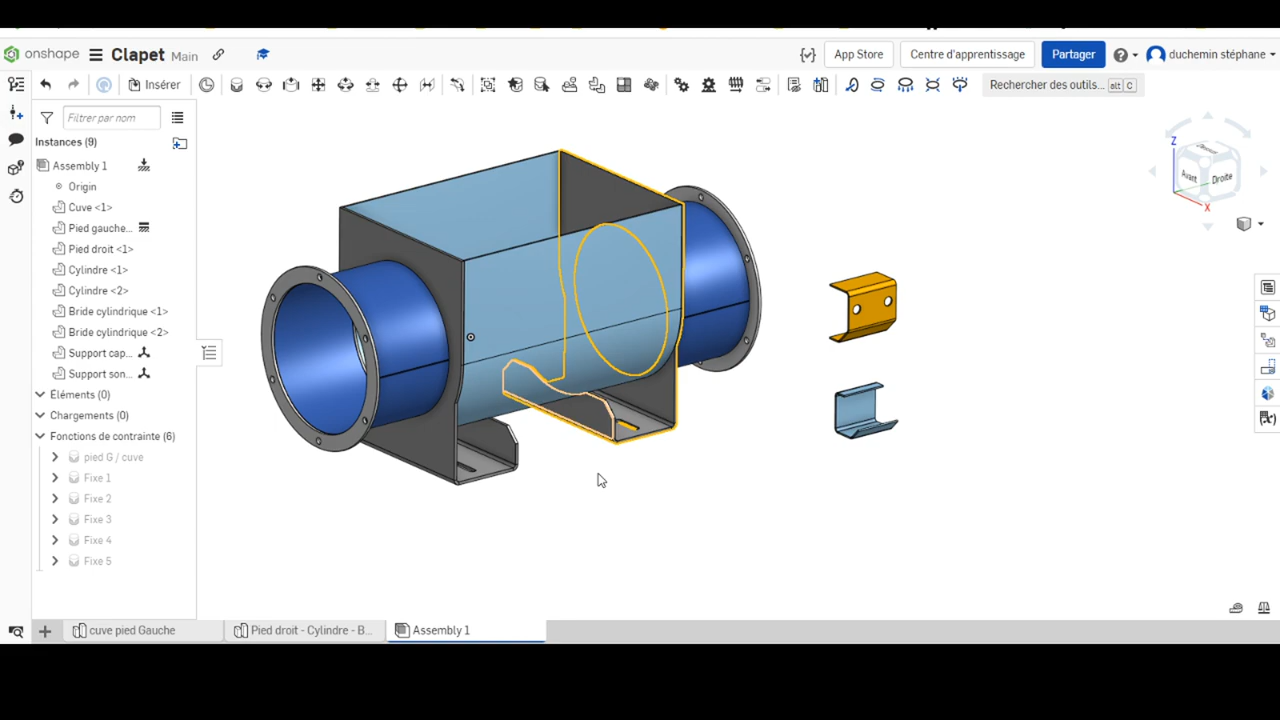 onshape Clapet Main App Store Centre d'apprentissage Partager duchemin stéphane
Insérer Rechercher des outils... alt C
Filtrer par nom
Instances (9)
Assembly 1
Origin
Cuve <1>
Pied gauche...
Pied droit <1>
Cylindre <1>
Cylindre <2>
Bride cylindrique <1>
Bride cylindrique <2>
Support cap...
Support son...
Éléments (0)
Chargements (0)
Fonctions de contrainte (6)
pied G / cuve
Fixe 1
Fixe 2
Fixe 3
Fixe 4
Fixe 5
Z
Avant Droite
X
cuve pied Gauche Pied droit - Cylindre - B... Assembly 1